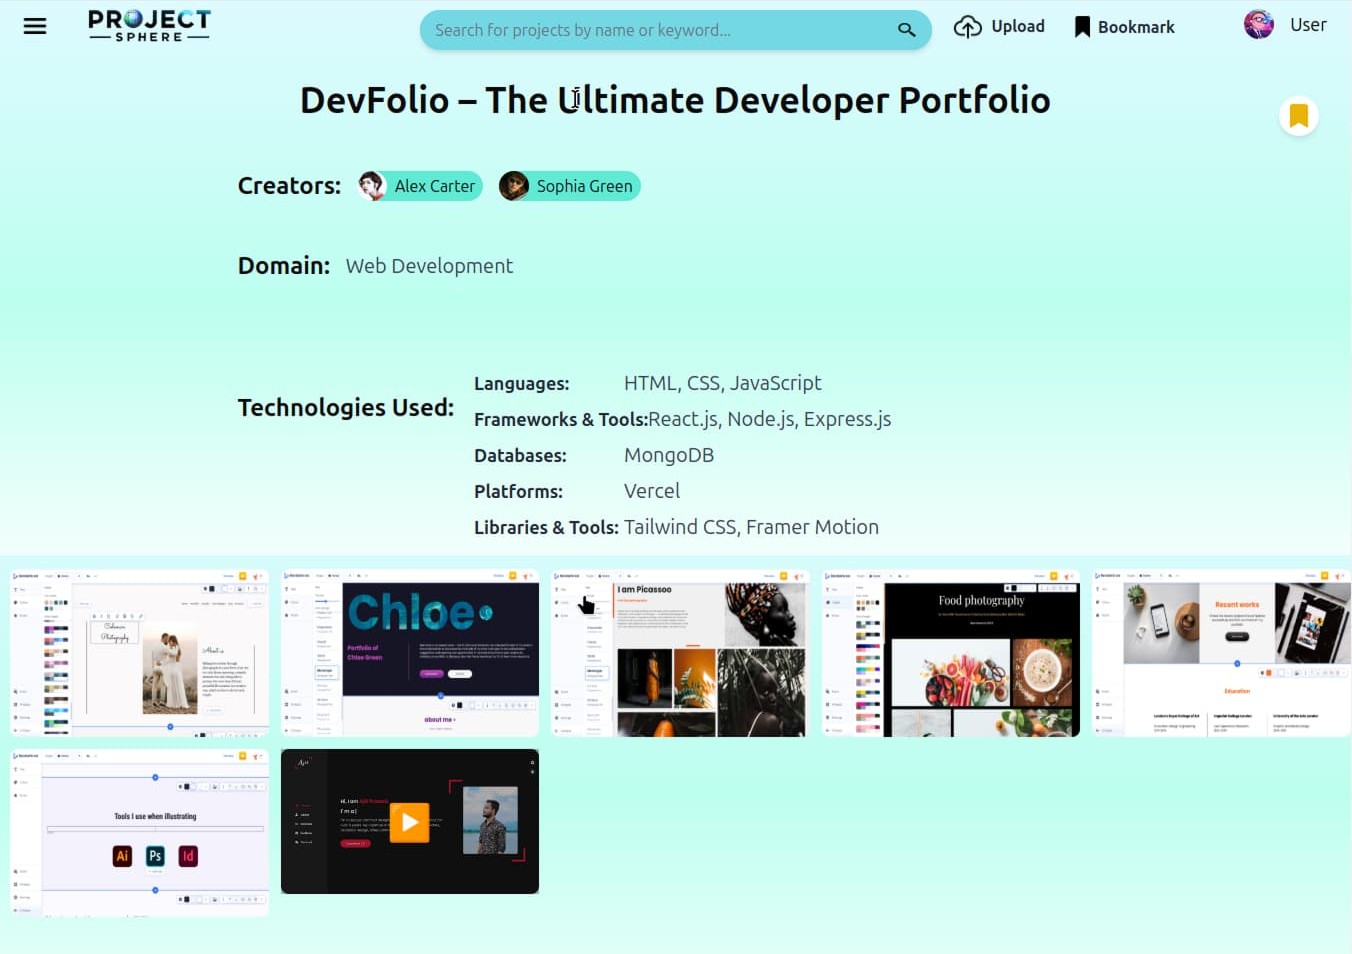 PROJECT
SPHERE
Search for projects by name or keyword...
Upload
Bookmark
User
DevFolio – The Ultimate Developer Portfolio
Creators:
Alex Carter
Sophia Green
Domain:
Web Development
Technologies Used:
Languages: HTML, CSS, JavaScript
Frameworks & Tools:React.js, Node.js, Express.js
Databases: MongoDB
Platforms: Vercel
Libraries & Tools: Tailwind CSS, Framer Motion
Chloe
Portfolio of
Chloe Green
about me
I am Picassoo
Food photography
Recent works
Education
Tools I use when illustrating
Ai
Ps
Id